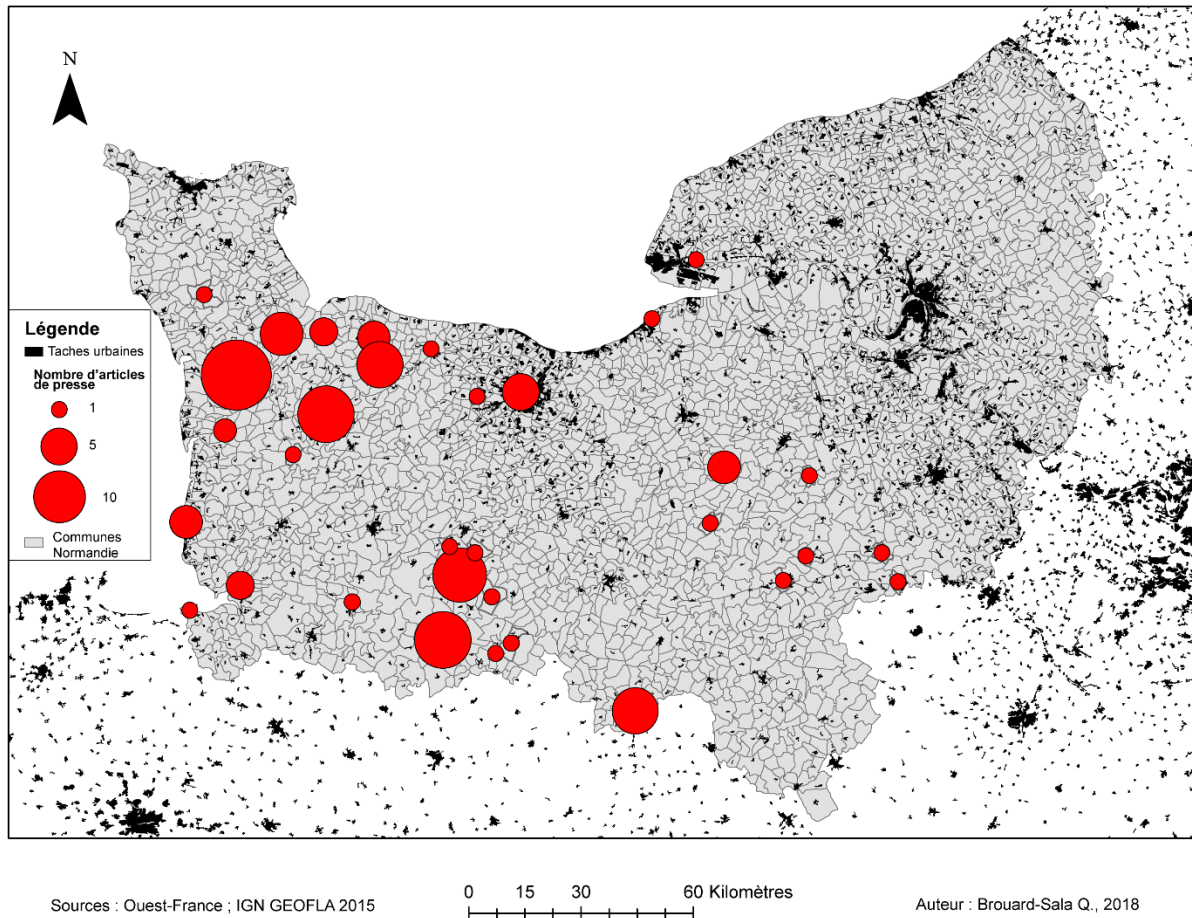 N
Légende
Taches urbaines
Nombre d'articles
de presse
1
5
10
Communes
Normandie
0 15 30 60 Kilomètres
Sources : Ouest-France ; IGN GEOFLA 2015
Auteur : Brouard-Sala Q., 2018